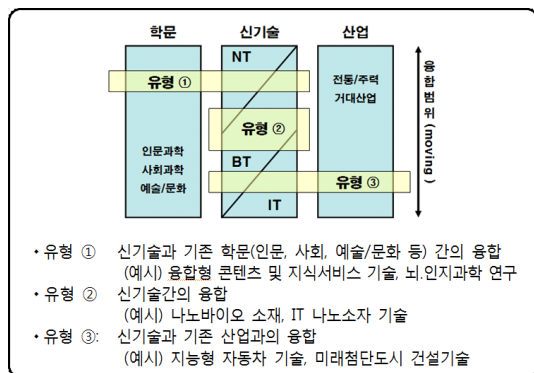 학문 신기술 산업
NT
유형 ①
전통/주력
거대산업
유형 ②
인문과학
사회과학
예술/문화
BT
유형 ③
IT
융합범위(moving)
• 유형 ① 신기술과 기존 학문(인문, 사회, 예술/문화 등) 간의 융합
(예시) 융합형 콘텐츠 및 지식서비스 기술, 뇌.인지과학 연구
• 유형 ② 신기술간의 융합
(예시) 나노바이오 소재, IT 나노소자 기술
• 유형 ③: 신기술과 기존 산업과의 융합
(예시) 지능형 자동차 기술, 미래첨단도시 건설기술